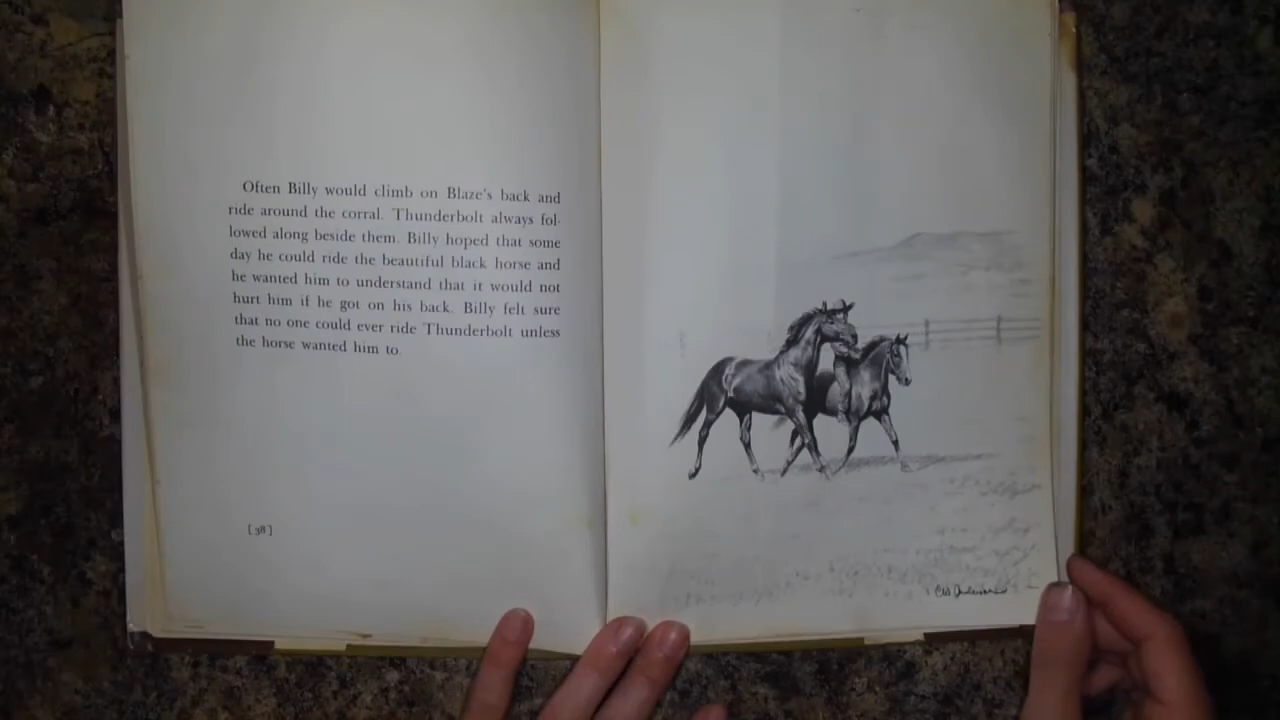 Often Billy would climb on Blaze's back and
ride around the corral. Thunderbolt always fol-
lowed along beside them. Billy hoped that some
day he could ride the beautiful black horse and
he wanted him to understand that it would not
hurt him if he got on his back. Billy felt sure
that no one could ever ride Thunderbolt unless
the horse wanted him to.
[38]
CW Anderson